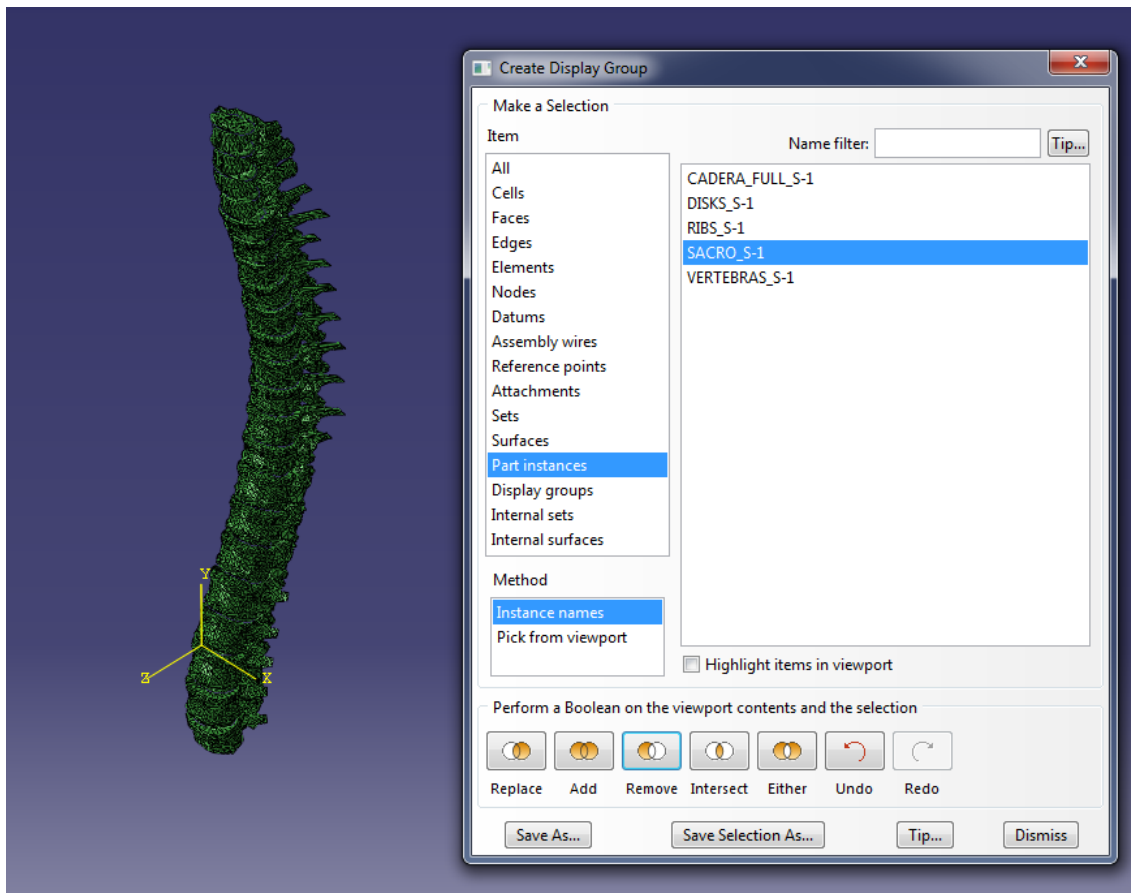 Create Display Group
Make a Selection
Item
Name filter:
Tip...
All
Cells
Faces
Edges
Elements
Nodes
Datums
Assembly wires
Reference points
Attachments
Sets
Surfaces
Part instances
Display groups
Internal sets
Internal surfaces
CADERA_FULL_S-1
DISKS_S-1
RIBS_S-1
SACRO_S-1
VERTEBRAS_S-1
Method
Instance names
Pick from viewport
Highlight items in viewport
Perform a Boolean on the viewport contents and the selection
Replace Add Remove Intersect Either Undo Redo
Save As... Save Selection As... Tip... Dismiss
Y
Z X